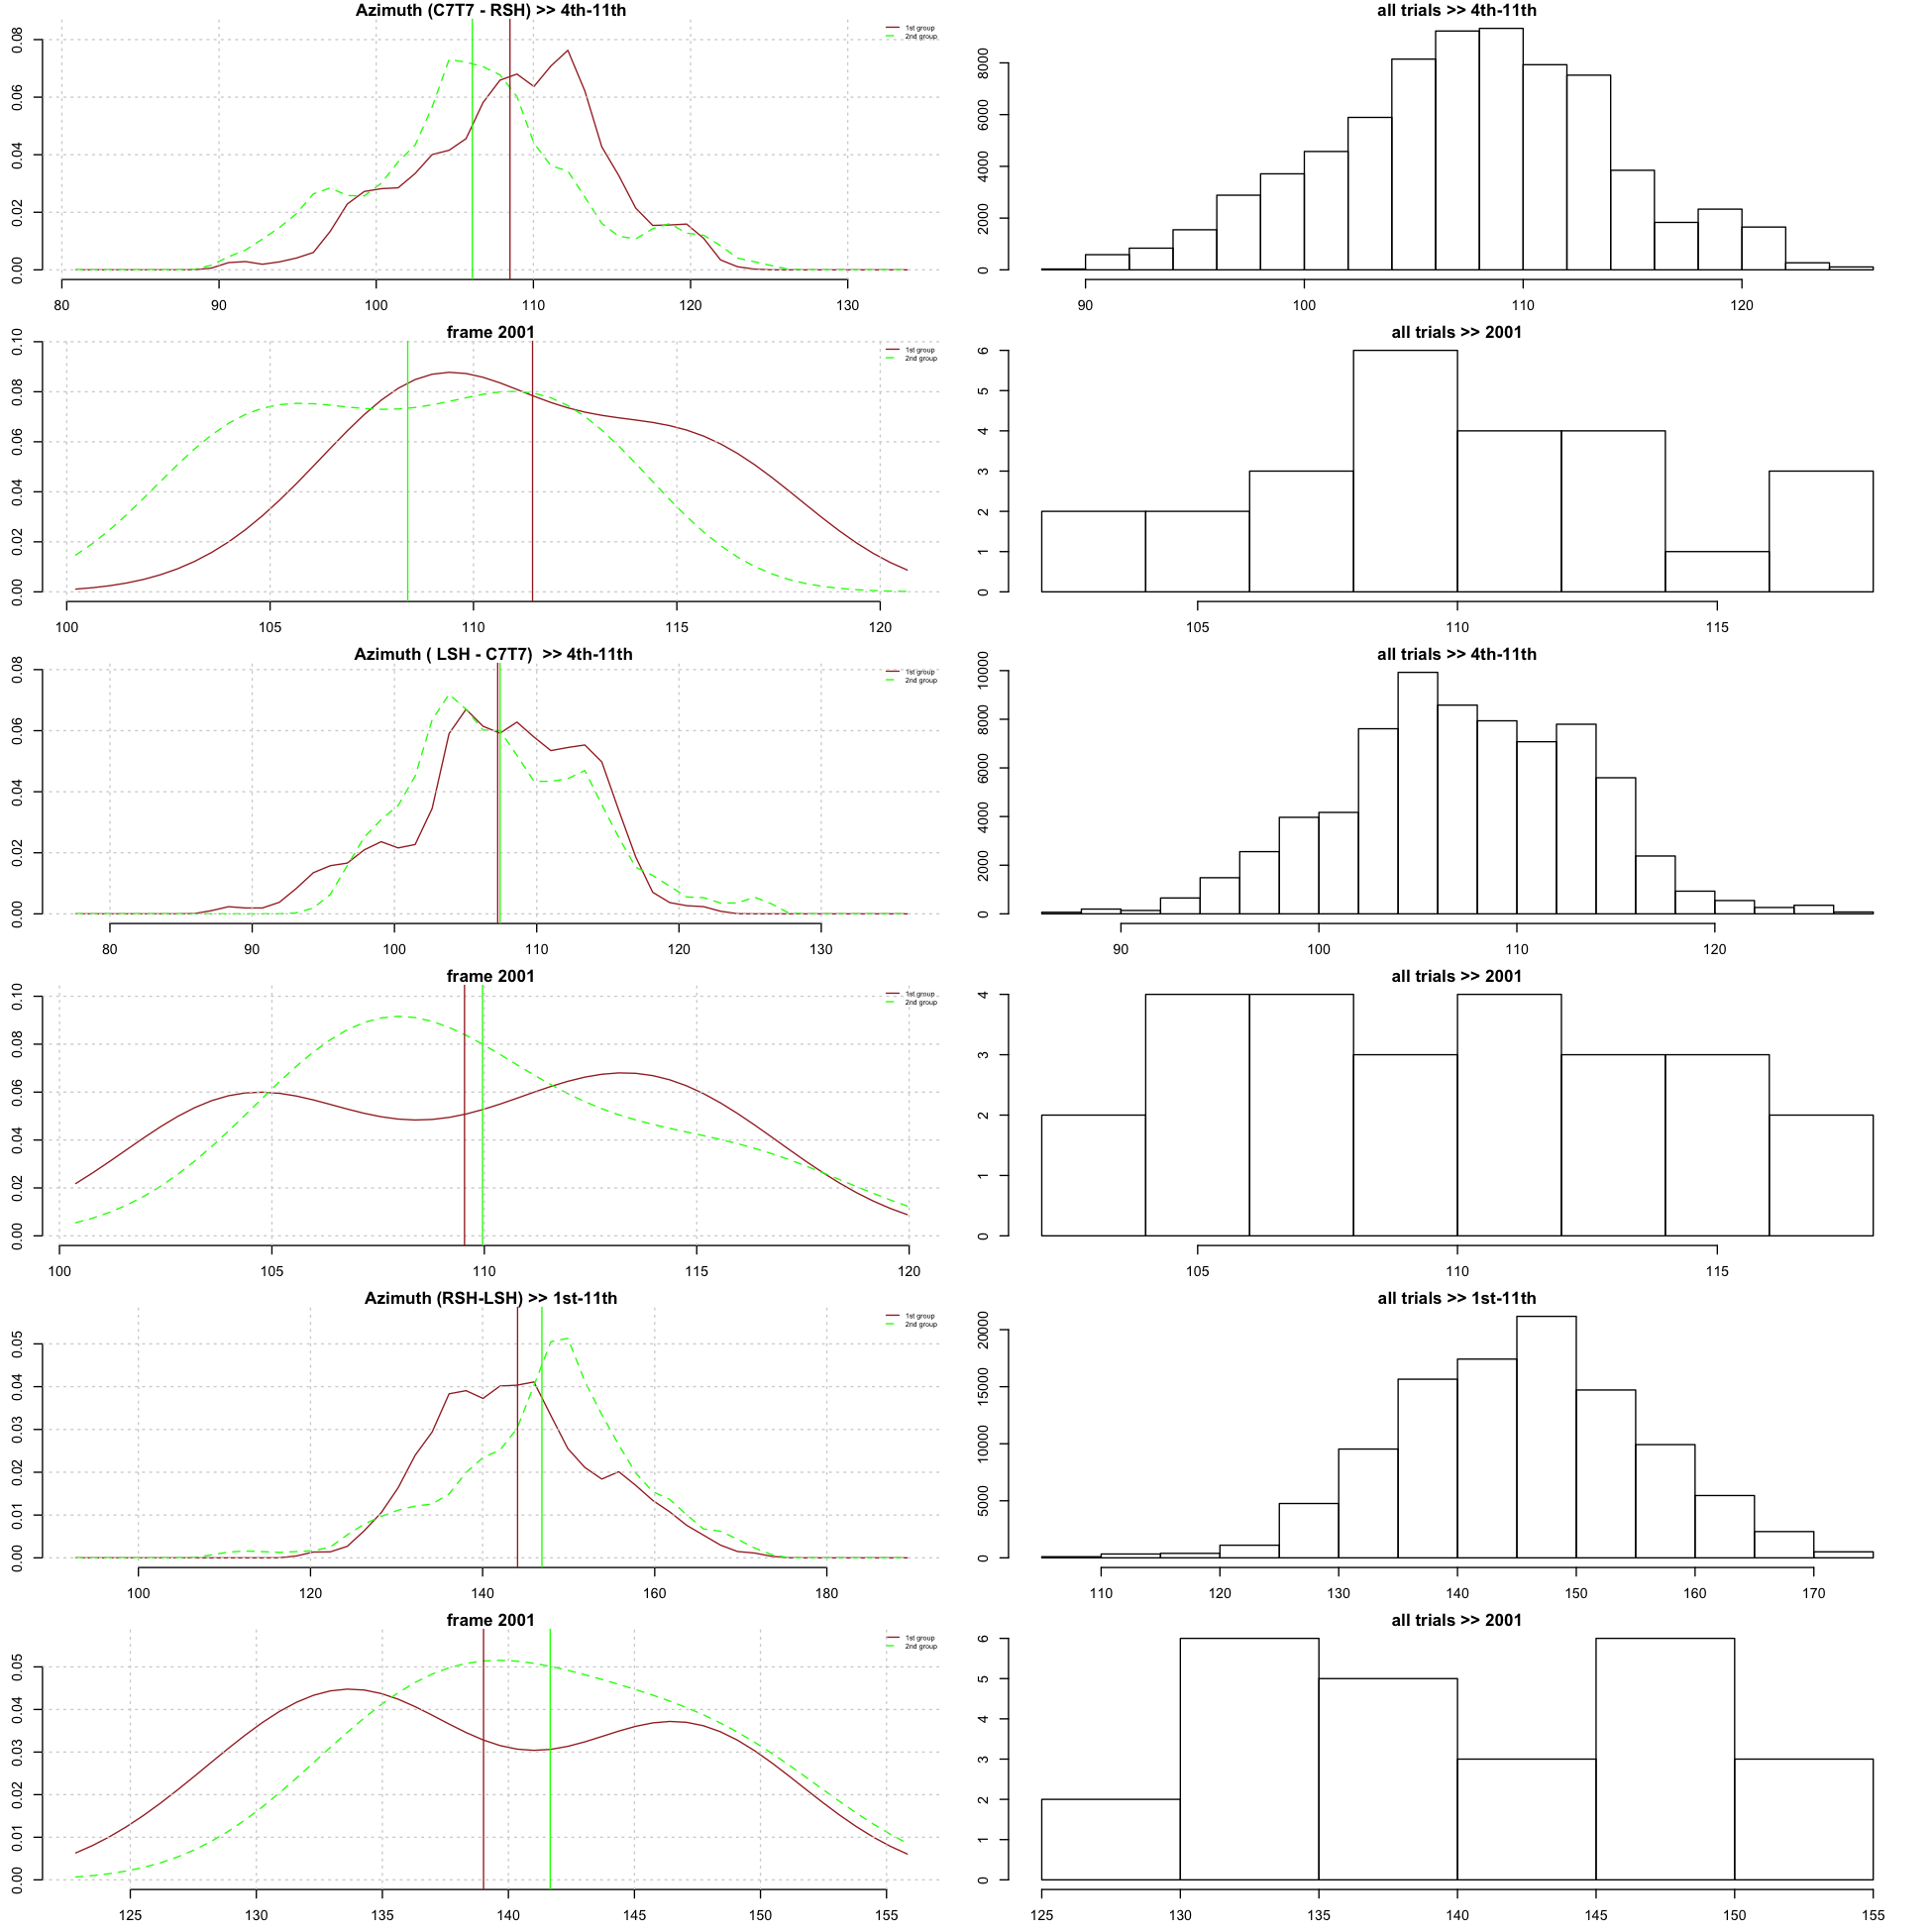 Azimuth (C7T7 - RSH) >> 4th-11th
1st group
2nd group
0.00 0.02 0.04 0.06 0.08
80 90 100 110 120 130
all trials >> 4th-11th
0 2000 4000 6000 8000
90 100 110 120
frame 2001
1st group
2nd group
0.00 0.02 0.04 0.06 0.08 0.10
100 105 110 115 120
all trials >> 2001
0 1 2 3 4 5 6
105 110 115
Azimuth ( LSH - C7T7) >> 4th-11th
1st group
2nd group
0.00 0.02 0.04 0.06 0.08
80 90 100 110 120 130
all trials >> 4th-11th
0 2000 4000 6000 8000 10000
90 100 110 120
frame 2001
1st group
2nd group
0.00 0.02 0.04 0.06 0.08 0.10
100 105 110 115 120
all trials >> 2001
0 1 2 3 4
105 110 115
Azimuth (RSH-LSH) >> 1st-11th
1st group
2nd group
0.00 0.01 0.02 0.03 0.04 0.05
100 120 140 160 180
all trials >> 1st-11th
0 5000 10000 15000 20000
110 120 130 140 150 160 170
frame 2001
1st group
2nd group
0.00 0.01 0.02 0.03 0.04 0.05
125 130 135 140 145 150 155
all trials >> 2001
0 1 2 3 4 5 6
125 130 135 140 145 150 155